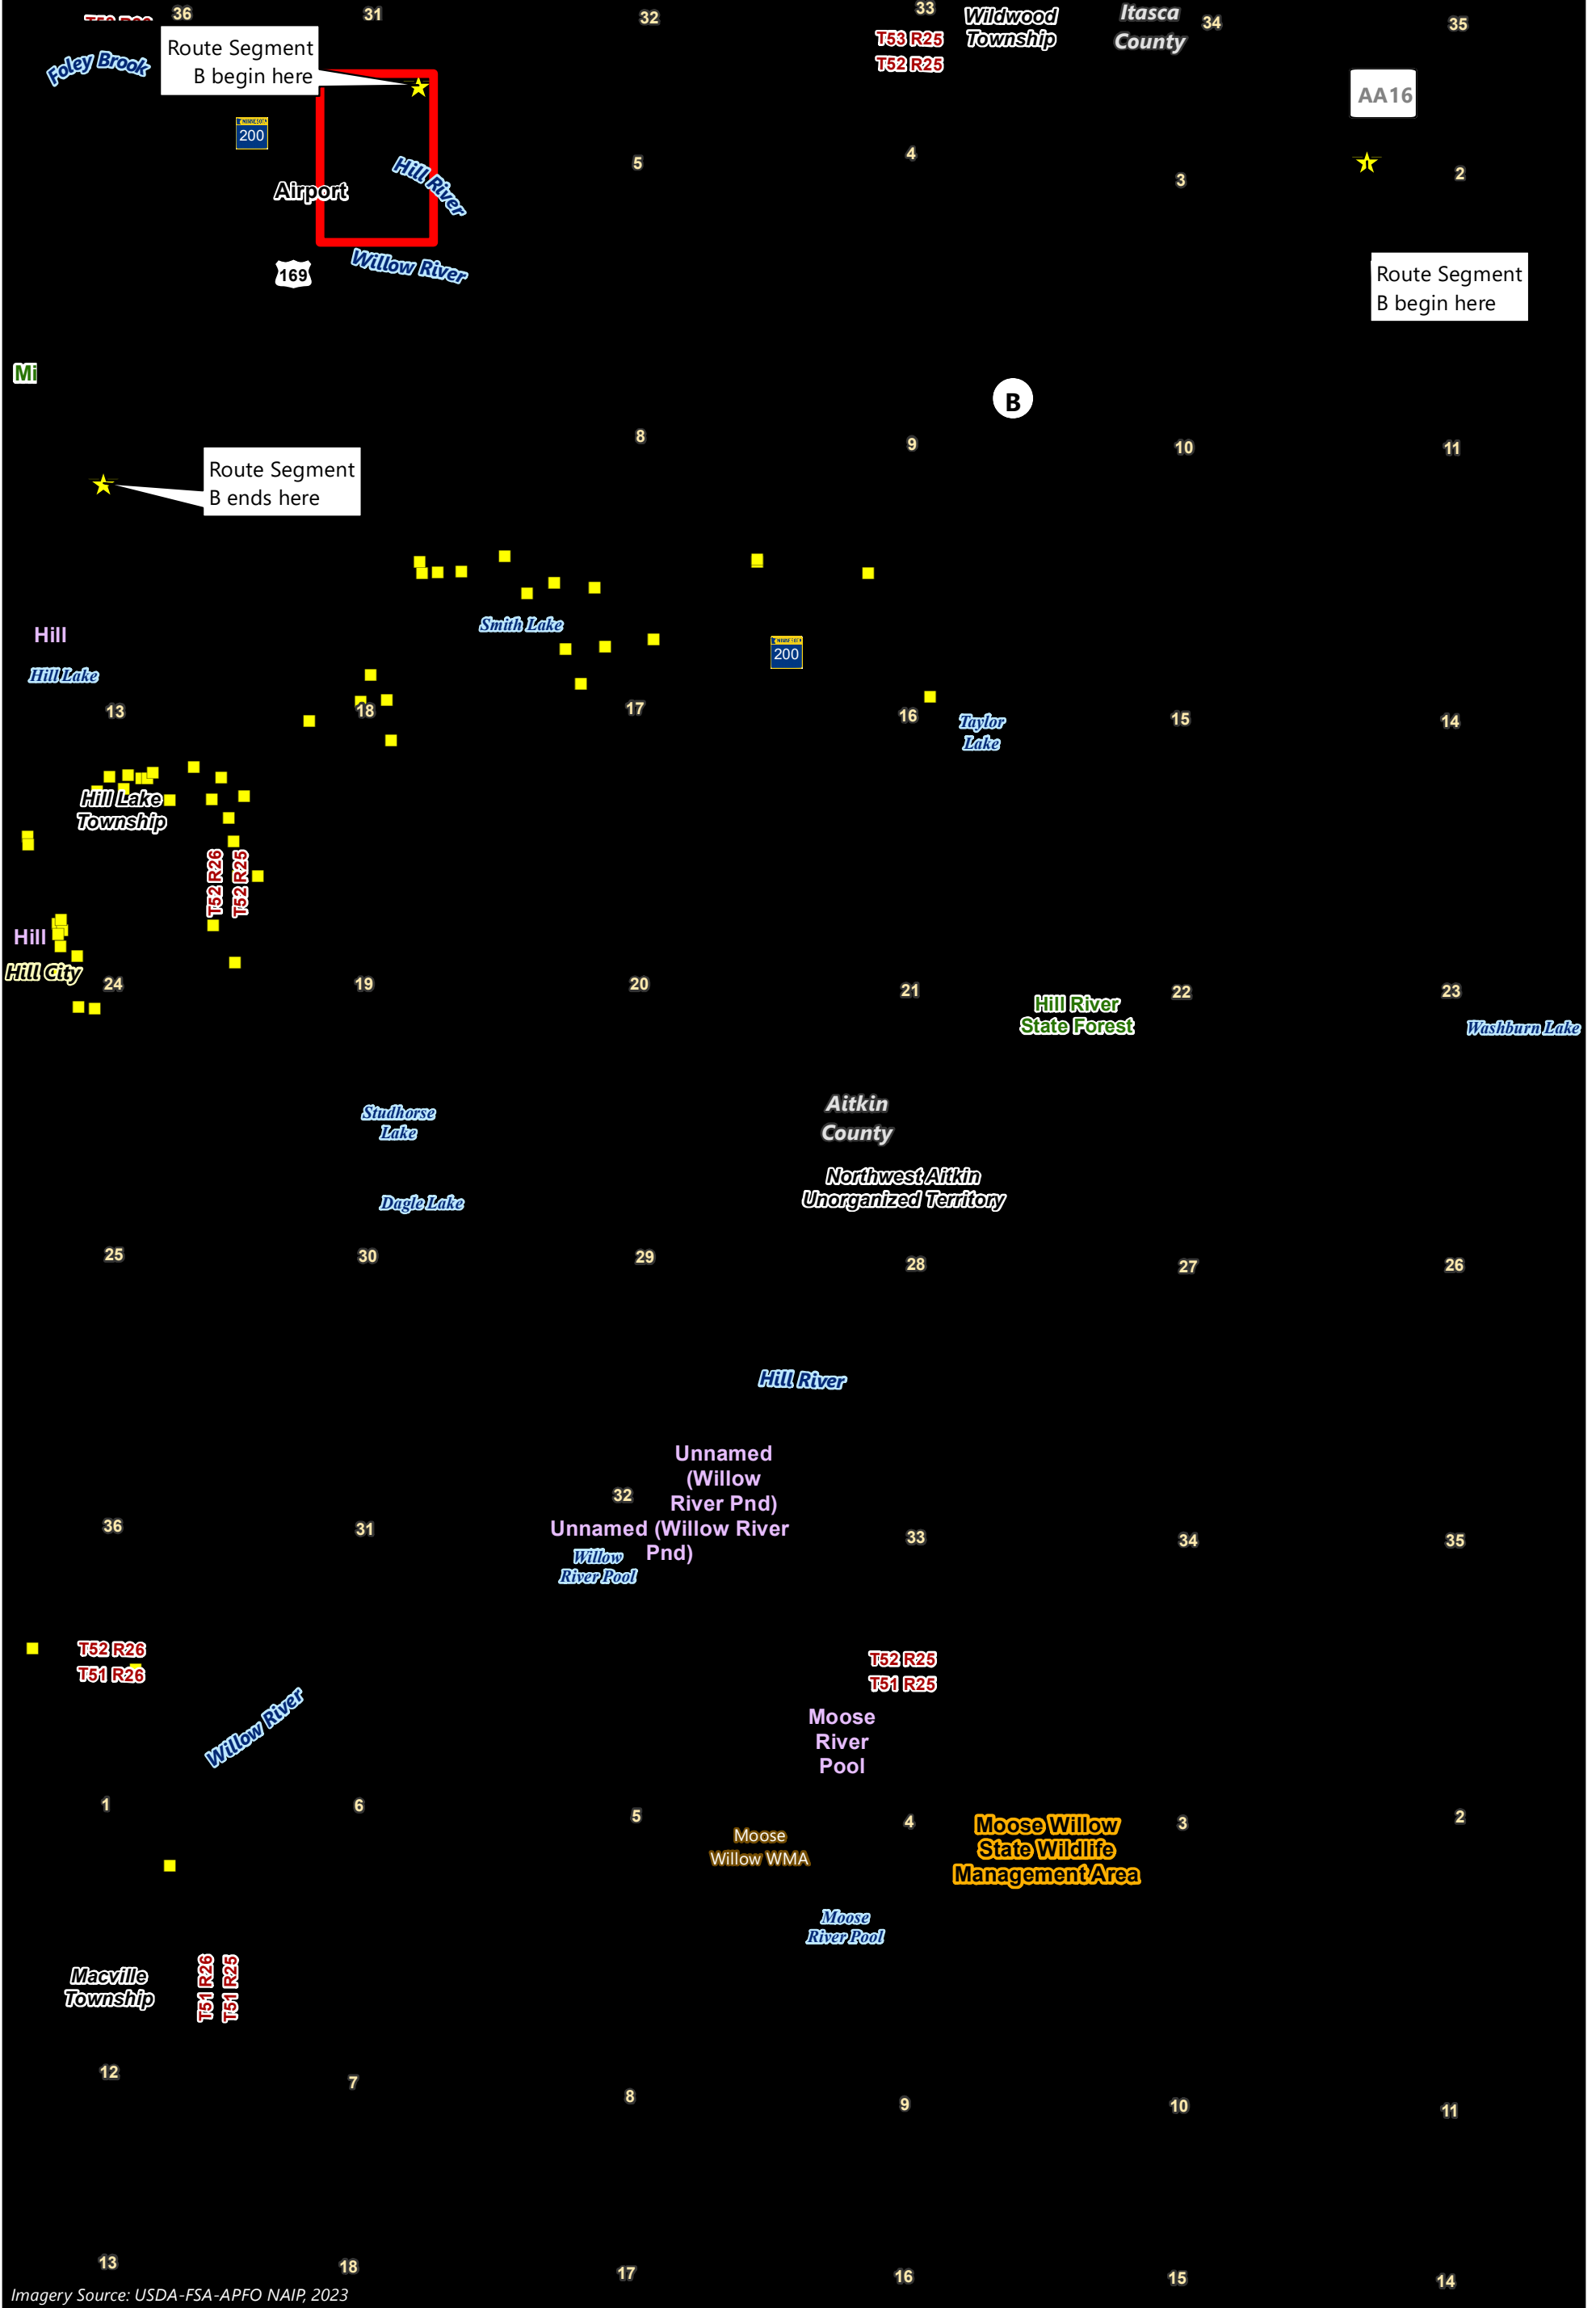 36
31
32
33
34
35
Wildwood
Township
Itasca
County
T53 R25
T52 R25
Foley Brook
Route Segment
B begin here
AA16
MINNESOTA
200
5
4
3
2
Hill River
Airport
Willow River
169
Route Segment
B begin here
Mi
B
8
9
10
11
Route Segment
B ends here
Smith Lake
Hill
200
Hill Lake
13
18
17
16
Taylor
Lake
15
14
Hill Lake
Township
T52 R26
T52 R25
Hill
Hill City
24
19
20
21
22
23
Hill River
State Forest
Washburn Lake
Studhorse
Lake
Aitkin
County
Northwest Aitkin
Unorganized Territory
Dagle Lake
25
30
29
28
27
26
Hill River
Unnamed
(Willow
River Pnd)
32
Unnamed (Willow River
Pnd)
36
31
33
34
35
Willow
River Pool
T52 R26
T51 R26
T52 R25
T51 R25
Willow River
Moose
River
Pool
1
6
5
4
3
2
Moose
Willow WMA
Moose Willow
State Wildlife
Management Area
Moose
River Pool
Macville
Township
T51 R26
T51 R25
12
7
8
9
10
11
13
18
17
16
15
14
Imagery Source: USDA-FSA-APFO NAIP, 2023